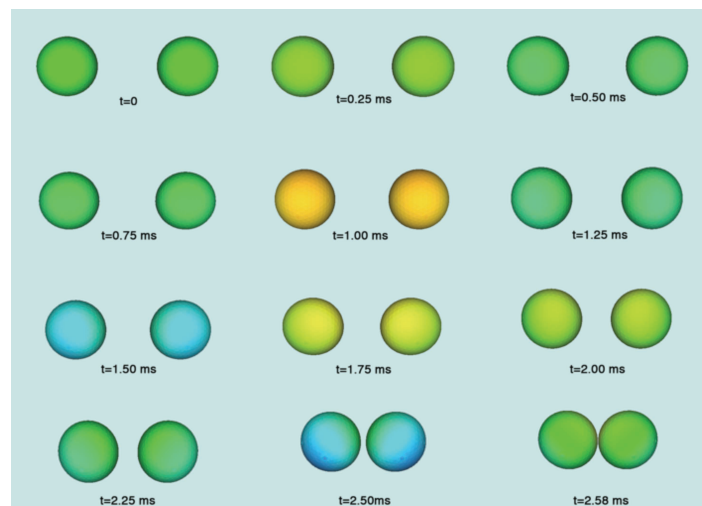 t=0
t=0.25 ms
t=0.50 ms
t=0.75 ms
t=1.00 ms
t=1.25 ms
t=1.50 ms
t=1.75 ms
t=2.00 ms
t=2.25 ms
t=2.50ms
t=2.58 ms